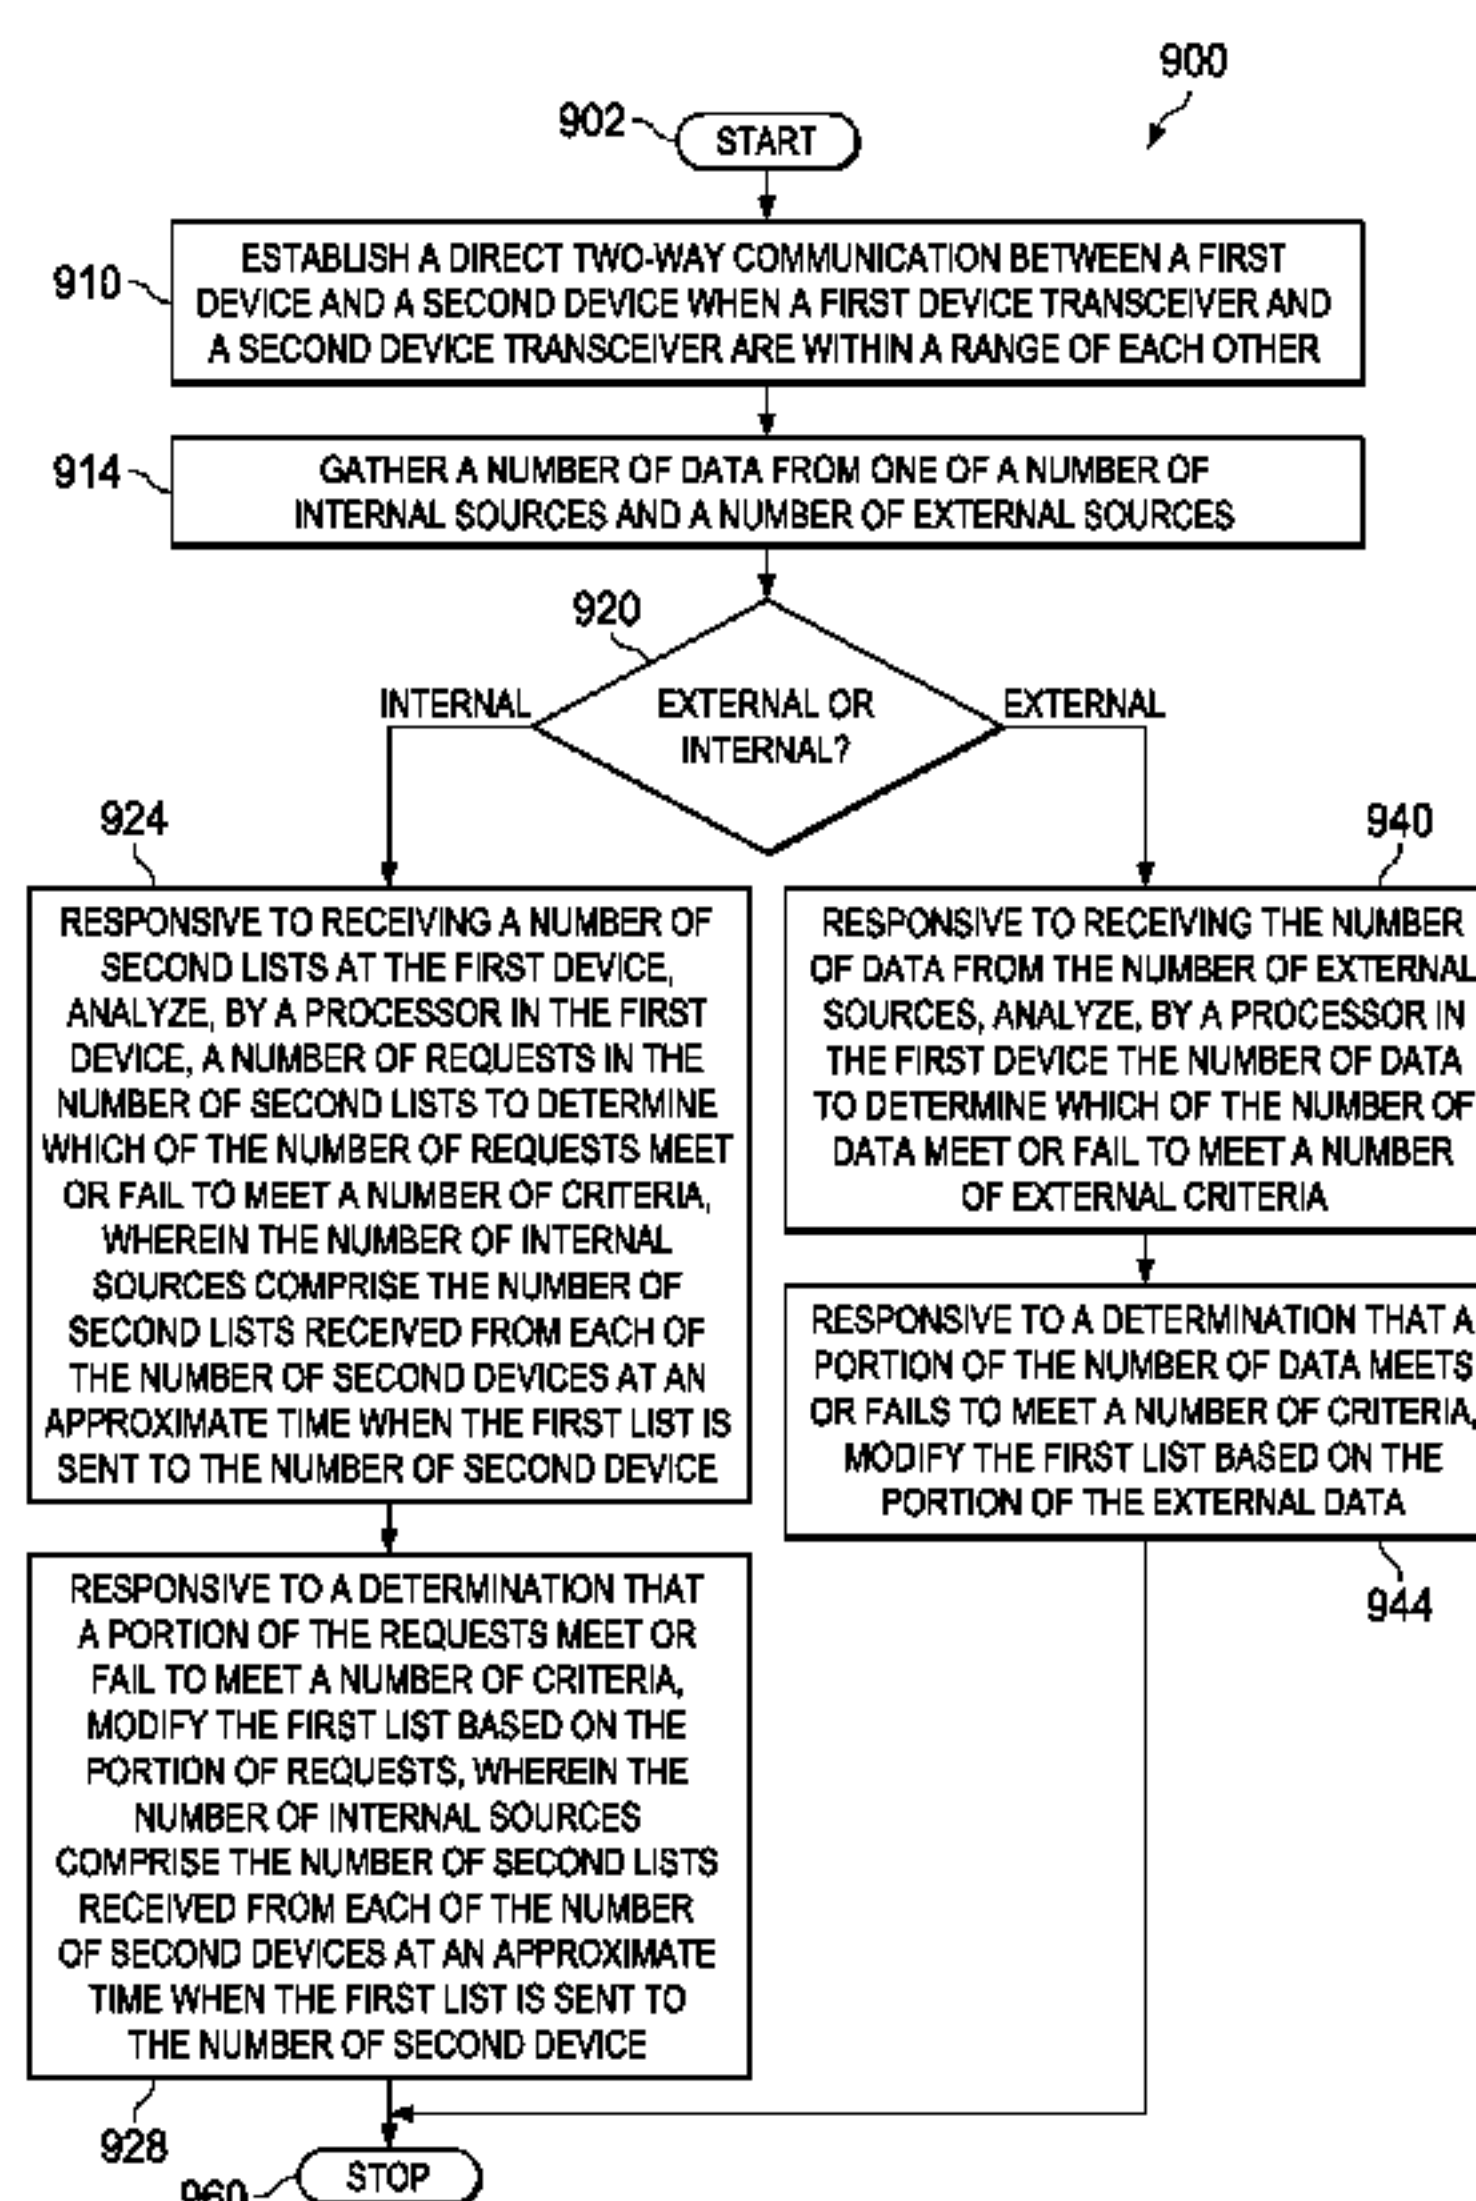 900
902
START
910
ESTABLISH A DIRECT TWO-WAY COMMUNICATION BETWEEN A FIRST
DEVICE AND A SECOND DEVICE WHEN A FIRST DEVICE TRANSCEIVER AND
A SECOND DEVICE TRANSCEIVER ARE WITHIN A RANGE OF EACH OTHER
914
GATHER A NUMBER OF DATA FROM ONE OF A NUMBER OF
INTERNAL SOURCES AND A NUMBER OF EXTERNAL SOURCES
920
INTERNAL
EXTERNAL OR
INTERNAL?
EXTERNAL
924
RESPONSIVE TO RECEIVING A NUMBER OF
SECOND LISTS AT THE FIRST DEVICE,
ANALYZE, BY A PROCESSOR IN THE FIRST
DEVICE, A NUMBER OF REQUESTS IN THE
NUMBER OF SECOND LISTS TO DETERMINE
WHICH OF THE NUMBER OF REQUESTS MEET
OR FAIL TO MEET A NUMBER OF CRITERIA,
WHEREIN THE NUMBER OF INTERNAL
SOURCES COMPRISE THE NUMBER OF
SECOND LISTS RECEIVED FROM EACH OF
THE NUMBER OF SECOND DEVICES AT AN
APPROXIMATE TIME WHEN THE FIRST LIST IS
SENT TO THE NUMBER OF SECOND DEVICE
940
RESPONSIVE TO RECEIVING THE NUMBER
OF DATA FROM THE NUMBER OF EXTERNAL
SOURCES, ANALYZE, BY A PROCESSOR IN
THE FIRST DEVICE THE NUMBER OF DATA
TO DETERMINE WHICH OF THE NUMBER OF
DATA MEET OR FAIL TO MEET A NUMBER
OF EXTERNAL CRITERIA
RESPONSIVE TO A DETERMINATION THAT A
PORTION OF THE NUMBER OF DATA MEETS
OR FAILS TO MEET A NUMBER OF CRITERIA,
MODIFY THE FIRST LIST BASED ON THE
PORTION OF THE EXTERNAL DATA
944
RESPONSIVE TO A DETERMINATION THAT
A PORTION OF THE REQUESTS MEET OR
FAIL TO MEET A NUMBER OF CRITERIA,
MODIFY THE FIRST LIST BASED ON THE
PORTION OF REQUESTS, WHEREIN THE
NUMBER OF INTERNAL SOURCES
COMPRISE THE NUMBER OF SECOND LISTS
RECEIVED FROM EACH OF THE NUMBER
OF SECOND DEVICES AT AN APPROXIMATE
TIME WHEN THE FIRST LIST IS SENT TO
THE NUMBER OF SECOND DEVICE
928
960
STOP